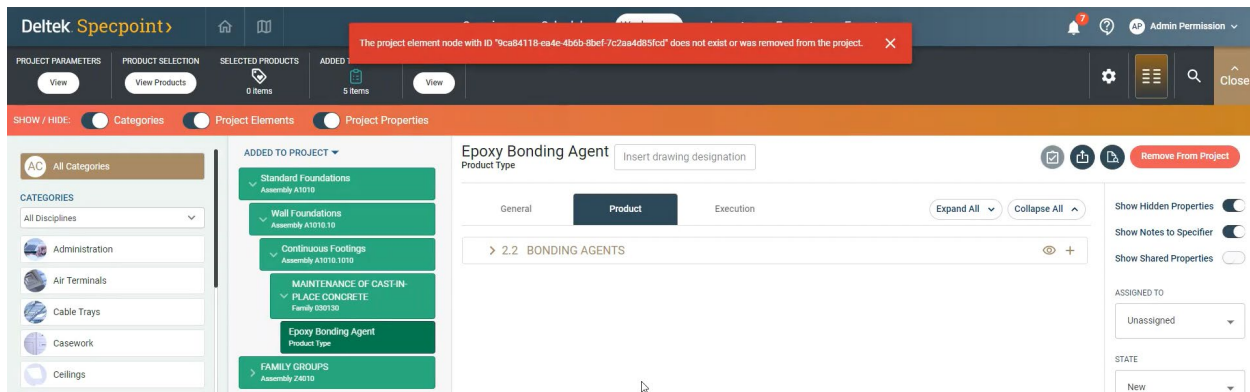 Deltek Specpoint
7
AP Admin Permission
The project element node with ID "9ca84118-ea4e-4b6b-8bef-7c2aa4d85fcd" does not exist or was removed from the project.
PROJECT PARAMETERS
View
PRODUCT SELECTION
View Products
SELECTED PRODUCTS
0 items
ADDED
5 items
View
Close
SHOW / HIDE:
Categories
Project Elements
Project Properties
AC All Categories
CATEGORIES
All Disciplines
Administration
Air Terminals
Cable Trays
Casework
Ceilings
ADDED TO PROJECT
Standard Foundations
Assembly A1010
Wall Foundations
Assembly A1010.10
Continuous Footings
Assembly A1010.1010
MAINTENANCE OF CAST-IN-
PLACE CONCRETE
Family 030130
Epoxy Bonding Agent
Product Type
FAMILY GROUPS
Assembly Z4010
Epoxy Bonding Agent
Product Type
Insert drawing designation
Remove From Project
General
Product
Execution
Expand All
Collapse All
2.2 BONDING AGENTS
Show Hidden Properties
Show Notes to Specifier
Show Shared Properties
ASSIGNED TO
Unassigned
STATE
New